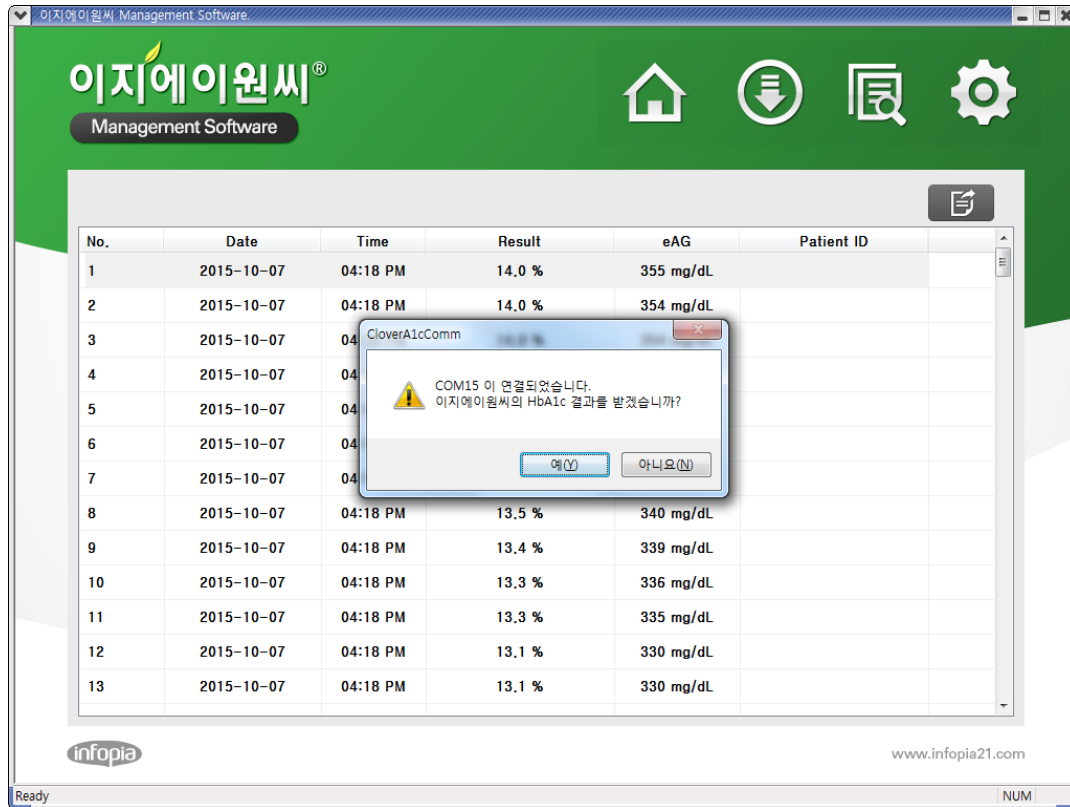 이지에이원씨 Management Software.
이지에이원씨®
Management Software
No. Date Time Result eAG Patient ID
1 2015-10-07 04:18 PM 14.0 % 355 mg/dL
2 2015-10-07 04:18 PM 14.0 % 354 mg/dL
3 2015-10-07 04
4 2015-10-07 04
5 2015-10-07 04
6 2015-10-07 04
7 2015-10-07 04
CloverA1cComm
COM15 이 연결되었습니다.
이지에이원씨의 HbA1c 결과를 받겠습니까?
예(Y) 아니요(N)
8 2015-10-07 04:18 PM 13.5 % 340 mg/dL
9 2015-10-07 04:18 PM 13.4 % 339 mg/dL
10 2015-10-07 04:18 PM 13.3 % 336 mg/dL
11 2015-10-07 04:18 PM 13.3 % 335 mg/dL
12 2015-10-07 04:18 PM 13.1 % 330 mg/dL
13 2015-10-07 04:18 PM 13.1 % 330 mg/dL
infopia www.infopia21.com
Ready NUM